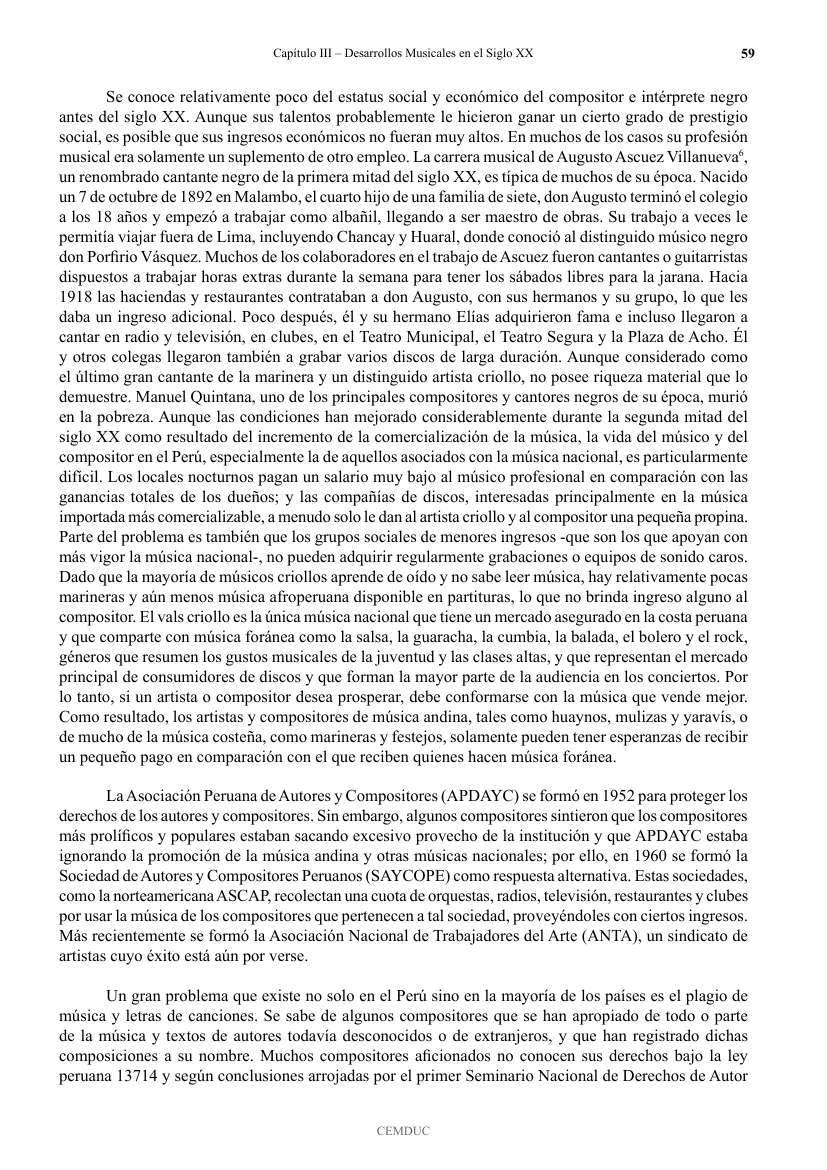 Capítulo III – Desarrollos Musicales en el Siglo XX
59
Se conoce relativamente poco del estatus social y económico del compositor e intérprete negro
antes del siglo XX. Aunque sus talentos probablemente le hicieron ganar un cierto grado de prestigio
social, es posible que sus ingresos económicos no fueran muy altos. En muchos de los casos su profesión
musical era solamente un suplemento de otro empleo. La carrera musical de Augusto Ascuez Villanueva⁶,
un renombrado cantante negro de la primera mitad del siglo XX, es típica de muchos de su época. Nacido
un 7 de octubre de 1892 en Malambo, el cuarto hijo de una familia de siete, don Augusto terminó el colegio
a los 18 años y empezó a trabajar como albañil, llegando a ser maestro de obras. Su trabajo a veces le
permitía viajar fuera de Lima, incluyendo Chancay y Huaral, donde conoció al distinguido músico negro
don Porfirio Vásquez. Muchos de los colaboradores en el trabajo de Ascuez fueron cantantes o guitarristas
dispuestos a trabajar horas extras durante la semana para tener los sábados libres para la jarana. Hacia
1918 las haciendas y restaurantes contrataban a don Augusto, con sus hermanos y su grupo, lo que les
daba un ingreso adicional. Poco después, él y su hermano Elías adquirieron fama e incluso llegaron a
cantar en radio y televisión, en clubes, en el Teatro Municipal, el Teatro Segura y la Plaza de Acho. Él
y otros colegas llegaron también a grabar varios discos de larga duración. Aunque considerado como
el último gran cantante de la marinera y un distinguido artista criollo, no posee riqueza material que lo
demuestre. Manuel Quintana, uno de los principales compositores y cantores negros de su época, murió
en la pobreza. Aunque las condiciones han mejorado considerablemente durante la segunda mitad del
siglo XX como resultado del incremento de la comercialización de la música, la vida del músico y del
compositor en el Perú, especialmente la de aquellos asociados con la música nacional, es particularmente
difícil. Los locales nocturnos pagan un salario muy bajo al músico profesional en comparación con las
ganancias totales de los dueños; y las compañías de discos, interesadas principalmente en la música
importada más comercializable, a menudo solo le dan al artista criollo y al compositor una pequeña propina.
Parte del problema es también que los grupos sociales de menores ingresos -que son los que apoyan con
más vigor la música nacional-, no pueden adquirir regularmente grabaciones o equipos de sonido caros.
Dado que la mayoría de músicos criollos aprende de oído y no sabe leer música, hay relativamente pocas
marineras y aún menos música afroperuana disponible en partituras, lo que no brinda ingreso alguno al
compositor. El vals criollo es la única música nacional que tiene un mercado asegurado en la costa peruana
y que comparte con música foránea como la salsa, la guaracha, la cumbia, la balada, el bolero y el rock,
géneros que resumen los gustos musicales de la juventud y las clases altas, y que representan el mercado
principal de consumidores de discos y que forman la mayor parte de la audiencia en los conciertos. Por
lo tanto, si un artista o compositor desea prosperar, debe conformarse con la música que vende mejor.
Como resultado, los artistas y compositores de música andina, tales como huaynos, mulizas y yaravís, o
de mucho de la música costeña, como marineras y festejos, solamente pueden tener esperanzas de recibir
un pequeño pago en comparación con el que reciben quienes hacen música foránea.
La Asociación Peruana de Autores y Compositores (APDAYC) se formó en 1952 para proteger los
derechos de los autores y compositores. Sin embargo, algunos compositores sintieron que los compositores
más prolíficos y populares estaban sacando excesivo provecho de la institución y que APDAYC estaba
ignorando la promoción de la música andina y otras músicas nacionales; por ello, en 1960 se formó la
Sociedad de Autores y Compositores Peruanos (SAYCOPE) como respuesta alternativa. Estas sociedades,
como la norteamericana ASCAP, recolectan una cuota de orquestas, radios, televisión, restaurantes y clubes
por usar la música de los compositores que pertenecen a tal sociedad, proveyéndoles con ciertos ingresos.
Más recientemente se formó la Asociación Nacional de Trabajadores del Arte (ANTA), un sindicato de
artistas cuyo éxito está aún por verse.
Un gran problema que existe no solo en el Perú sino en la mayoría de los países es el plagio de
música y letras de canciones. Se sabe de algunos compositores que se han apropiado de todo o parte
de la música y textos de autores todavía desconocidos o de extranjeros, y que han registrado dichas
composiciones a su nombre. Muchos compositores aficionados no conocen sus derechos bajo la ley
peruana 13714 y según conclusiones arrojadas por el primer Seminario Nacional de Derechos de Autor
CEMDUC